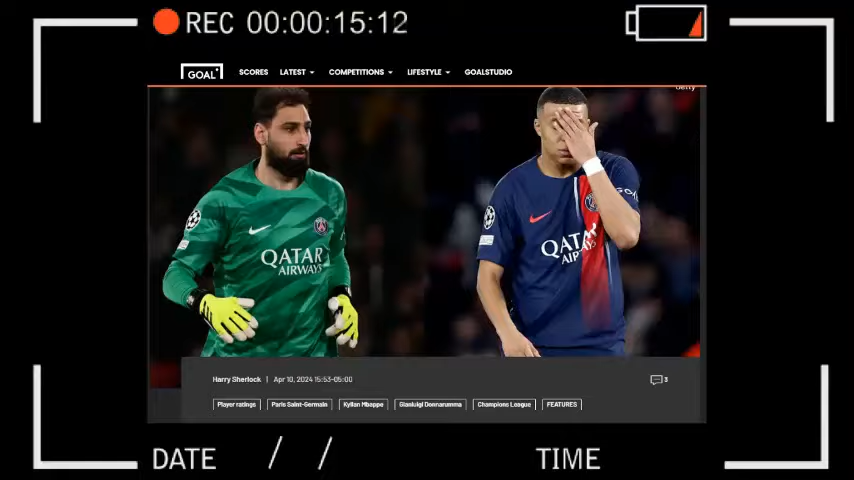 REC 00:00:15:12
GOAL SCORES LATEST COMPETITIONS LIFESTYLE GOALSTUDIO
Getty
QATAR
AIRWAYS
QATAR
AIRWAYS
Harry Sherlock | Apr 10, 2024 15:53-05:00 3
Player ratings Paris Saint-Germain Kylian Mbappe Gianluigi Donnarumma Champions League FEATURES
DATE / / TIME